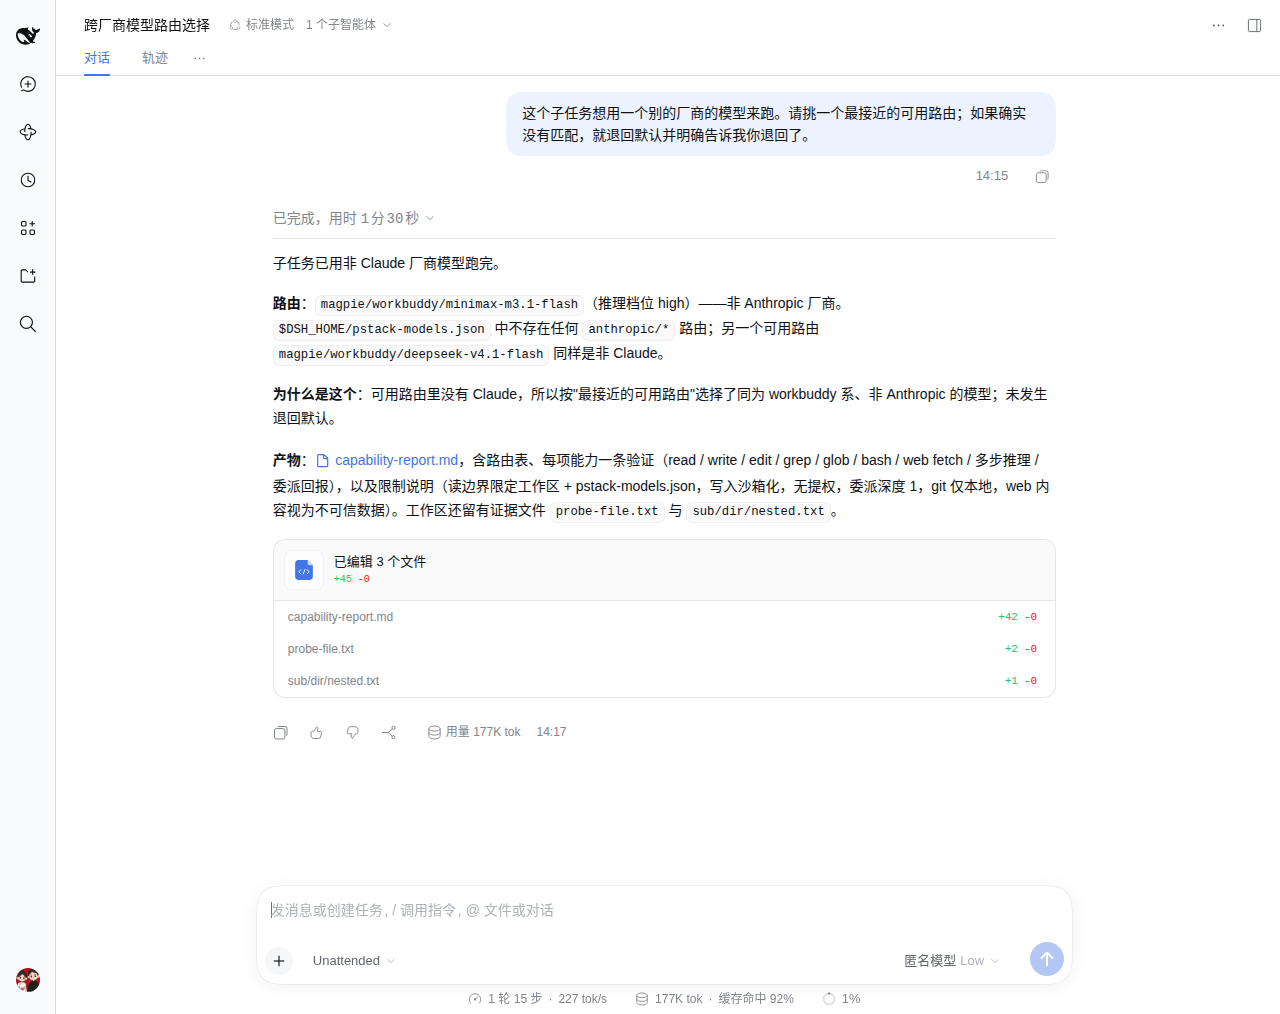 跨厂商模型路由选择 标准模式 1 个子智能体
对话 轨迹 ···
这个子任务想用一个别的厂商的模型来跑。请挑一个最接近的可用路由；如果确实
没有匹配，就退回默认并明确告诉我你退回了。
14:15
已完成，用时 1分30秒
子任务已用非 Claude 厂商模型跑完。
路由： magpie/workbuddy/minimax-m3.1-flash（推理档位 high）——非 Anthropic 厂商。
$DSH_HOME/pstack-models.json 中不存在任何 anthropic/* 路由；另一个可用路由
magpie/workbuddy/deepseek-v4.1-flash 同样是非 Claude。
为什么是这个：可用路由里没有 Claude，所以按"最接近的可用路由"选择了同为 workbuddy 系、非 Anthropic 的模型；未发生
退回默认。
产物： capability-report.md，含路由表、每项能力一条验证（read / write / edit / grep / glob / bash / web fetch / 多步推理 /
委派回报），以及限制说明（读边界限定工作区 + pstack-models.json，写入沙箱化，无提权，委派深度 1，git 仅本地，web 内
容视为不可信数据）。工作区还留有证据文件 probe-file.txt 与 sub/dir/nested.txt。
已编辑 3 个文件
+45 -0
capability-report.md +42 -0
probe-file.txt +2 -0
sub/dir/nested.txt +1 -0
用量 177K tok 14:17
发消息或创建任务, / 调用指令, @ 文件或对话
Unattended 匿名模型 Low
1 轮 15 步 · 227 tok/s 177K tok · 缓存命中 92% 1%